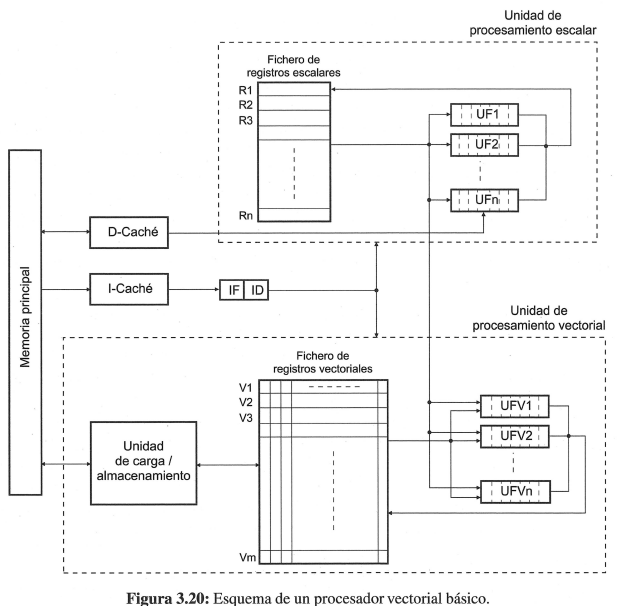 Unidad de
procesamiento escalar
Fichero de
registros escalares
R1
R2
R3
Rn
UF1
UF2
UFn
Memoria principal
D-Caché
I-Caché
IF ID
Unidad de
procesamiento vectorial
Fichero de
registros vectoriales
V1
V2
V3
Vm
Unidad
de carga /
almacenamiento
UFV1
UFV2
UFVn
Figura 3.20: Esquema de un procesador vectorial básico.